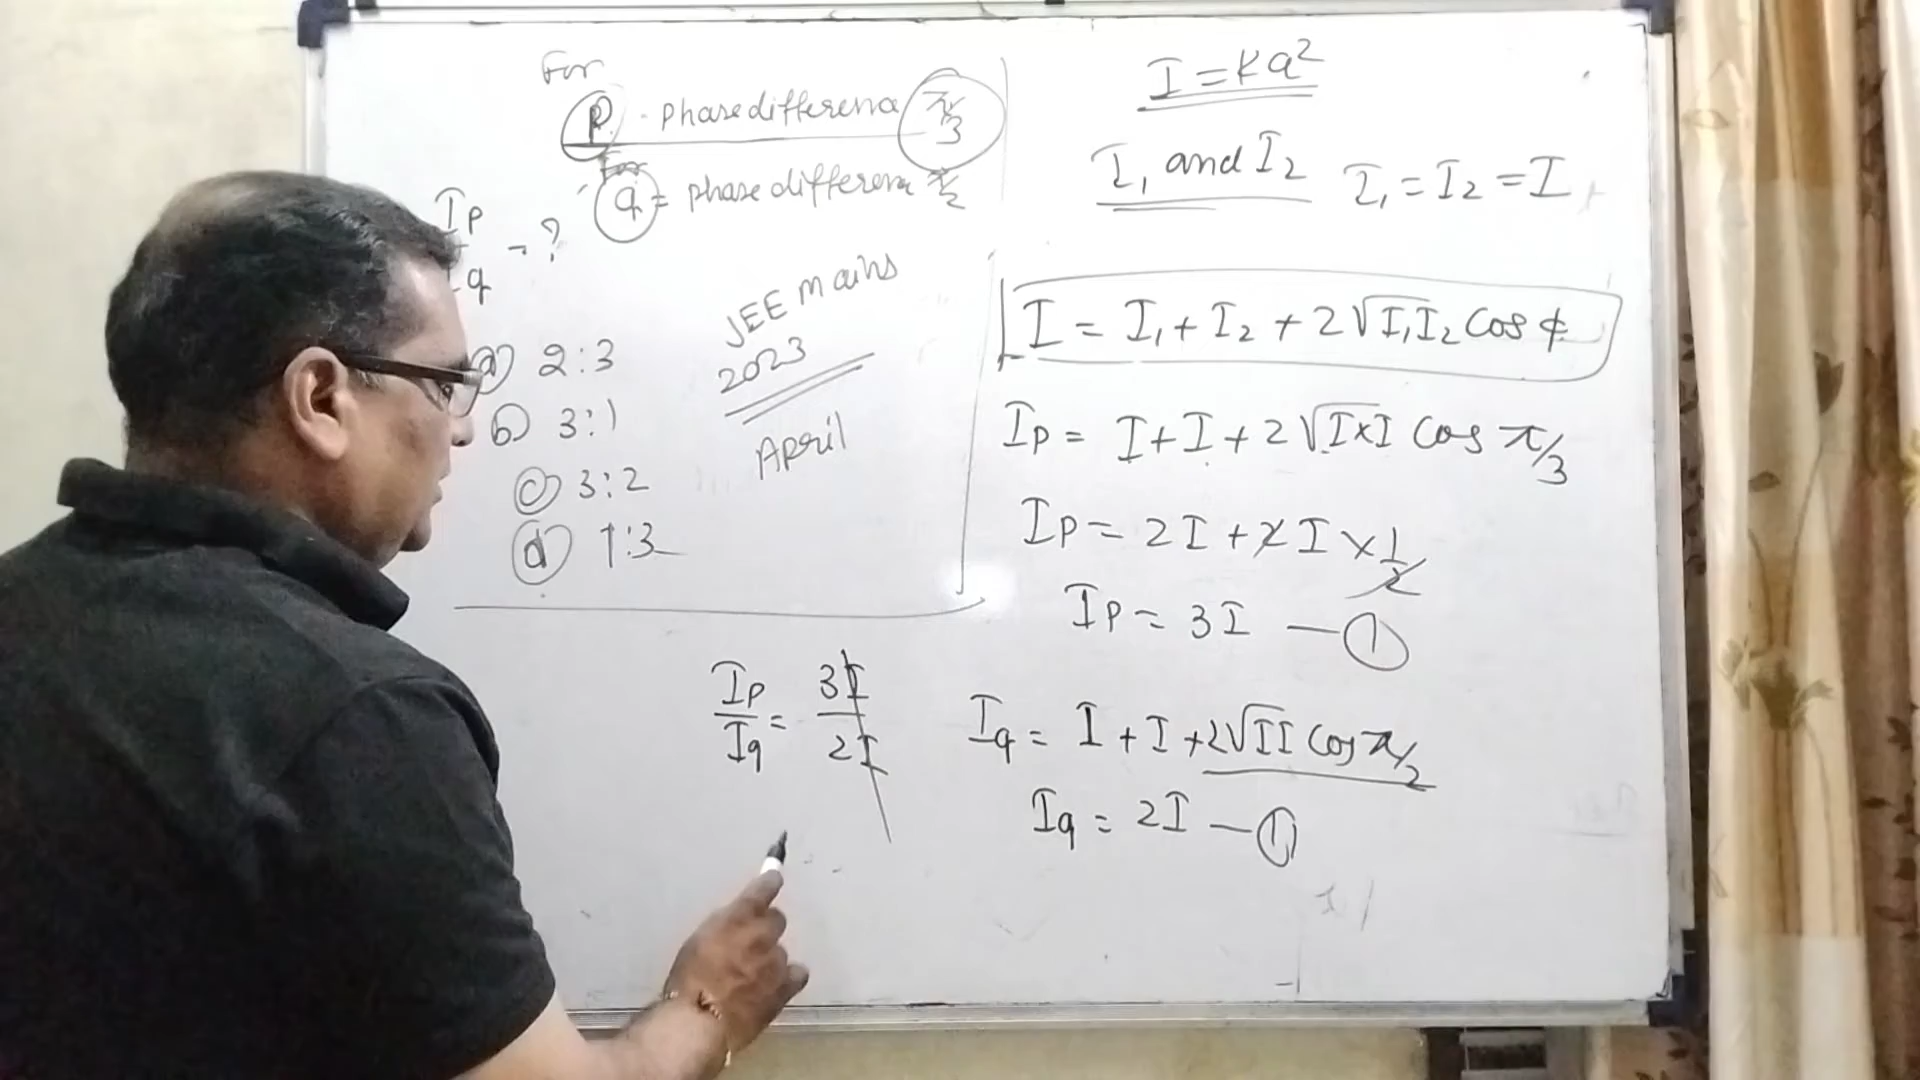 For
P - phase difference π/3
For
q = phase difference π/2
Ip
q = ?
a) 2:3
b) 3:1
c) 3:2
d) 1:3
JEE mains
2023
April
Ip/Iq = 3I/2I
I = Ka²
I₁ and I₂ I₁ = I₂ = I
I = I₁ + I₂ + 2√I₁I₂ Cos ϕ
Ip = I + I + 2√I×I Cos π/3
Ip = 2I + 2I × 1/2
Ip = 3I — ①
Iq = I + I + 2√II Cos π/2
Iq = 2I — ①